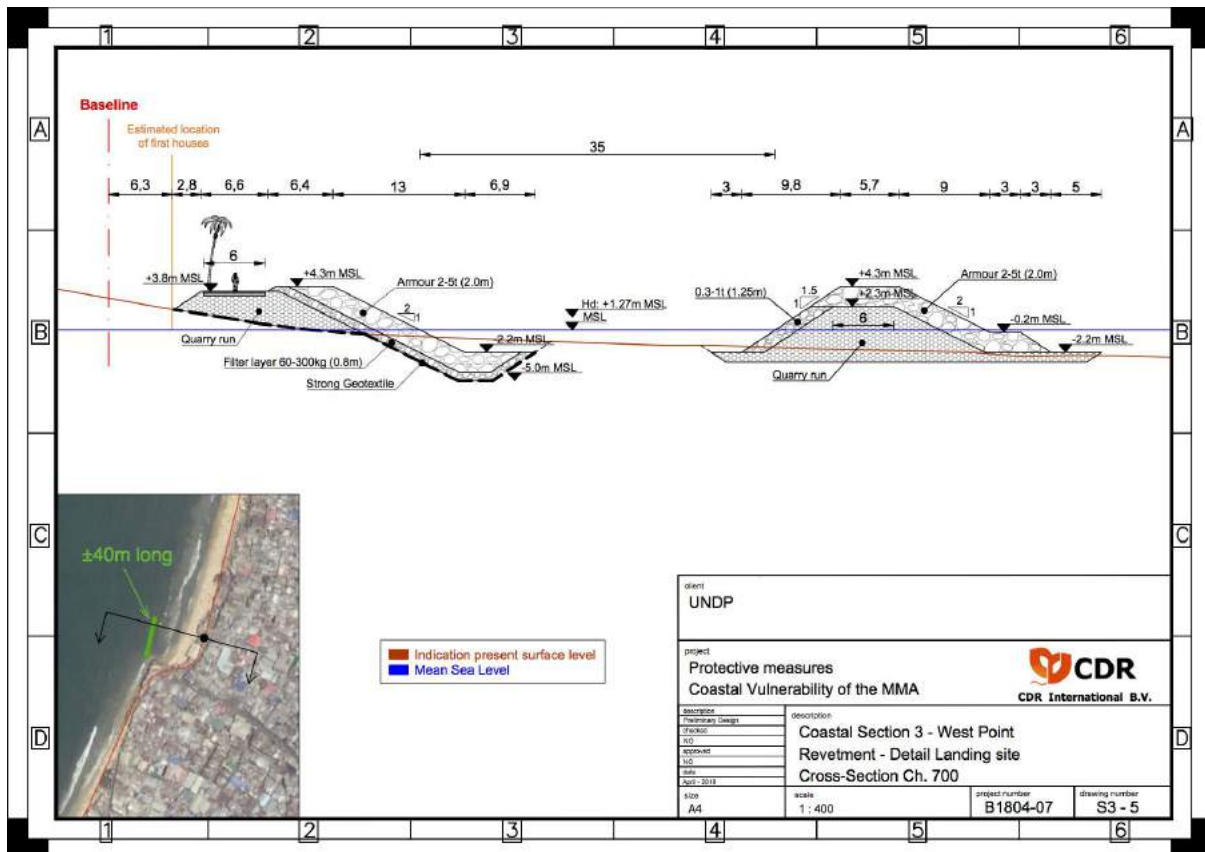 1 2 3 4 5 6
A A
B B
C C
D D
Baseline
Estimated location
of first houses
35
6,3 2,8 6,6 6,4 13 6,9 3 9,8 5,7 9 3 3 5
6
+3.8m MSL
+4.3m MSL
Armour 2-5t (2.0m)
2
1
Hd: +1.27m MSL
MSL
Quarry run
Filter layer 60-300kg (0.8m)
Strong Geotextile
-2.2m MSL
-5.0m MSL
0.3-1t (1.25m)
1.5
1
+4.3m MSL
+2.3m MSL
6
Armour 2-5t (2.0m)
2
1
-0.2m MSL
-2.2m MSL
Quarry run
±40m long
Indication present surface level
Mean Sea Level
client
UNDP
project
Protective measures
Coastal Vulnerability of the MMA
CDR
CDR International B.V.
description
Preliminary Design
checked
NO
approved
NO
date
April - 2018
description
Coastal Section 3 - West Point
Revetment - Detail Landing site
Cross-Section Ch. 700
size
A4
scale
1 : 400
project number
B1804-07
drawing number
S3 - 5
1 2 3 4 5 6